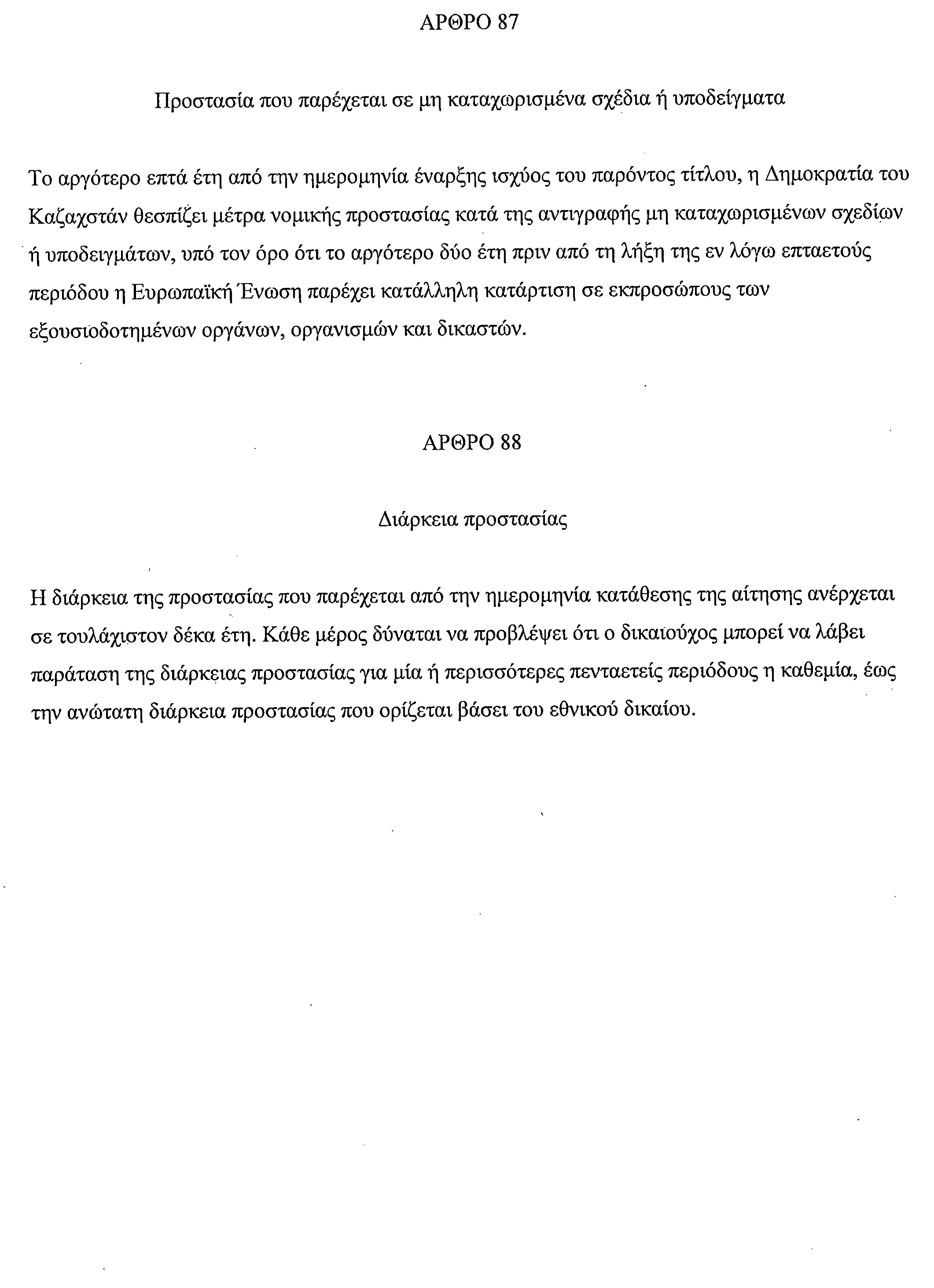 ΑΡΘΡΟ 87
Προστασία που παρέχεται σε μη καταχωρισμένα σχέδια ή υποδείγματα
Το αργότερο επτά έτη από την ημερομηνία έναρξης ισχύος του παρόντος τίτλου, η Δημοκρατία του
Καζαχστάν θεσπίζει μέτρα νομικής προστασίας κατά της αντιγραφής μη καταχωρισμένων σχεδίων
ή υποδειγμάτων, υπό τον όρο ότι το αργότερο δύο έτη πριν από τη λήξη της εν λόγω επταετούς
περιόδου η Ευρωπαϊκή Ένωση παρέχει κατάλληλη κατάρτιση σε εκπροσώπους των
εξουσιοδοτημένων οργάνων, οργανισμών και δικαστών.
ΑΡΘΡΟ 88
Διάρκεια προστασίας
Η διάρκεια της προστασίας που παρέχεται από την ημερομηνία κατάθεσης της αίτησης ανέρχεται
σε τουλάχιστον δέκα έτη. Κάθε μέρος δύναται να προβλέψει ότι ο δικαιούχος μπορεί να λάβει
παράταση της διάρκειας προστασίας για μία ή περισσότερες πενταετείς περιόδους η καθεμία, έως
την ανώτατη διάρκεια προστασίας που ορίζεται βάσει του εθνικού δικαίου.